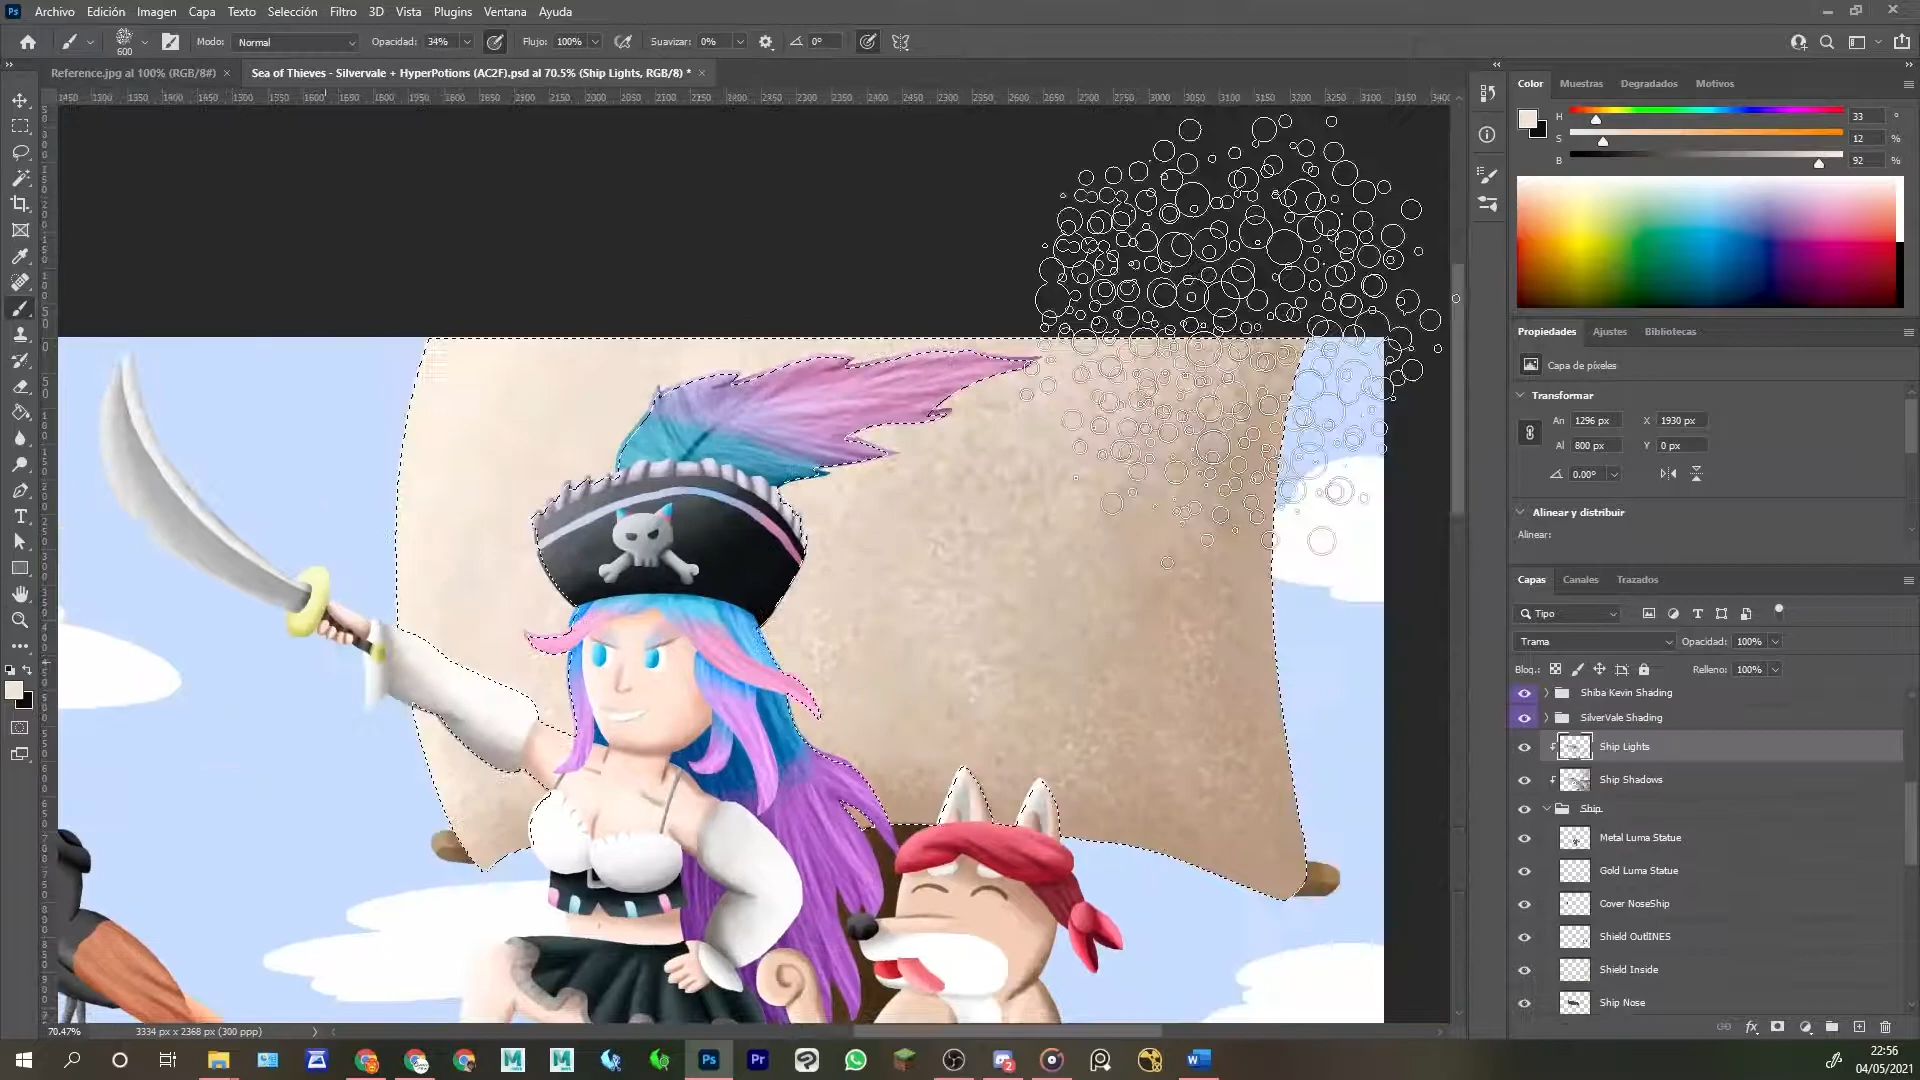 Archivo Edición Imagen Capa Texto Selección Filtro 3D Vista Plugins Ventana Ayuda
600 Modo: Normal Opacidad: 34% Flujo: 100% Suavizar: 0% 0°
Reference.jpg al 100% (RGB/8#) × Sea of Thieves - Silvervale + HyperPotions (AC2F).psd al 70.5% (Ship Lights, RGB/8) * ×
Color Muestras Degradados Motivos
H 33 °
S 12 %
B 92 %
Propiedades Ajustes Bibliotecas
Capa de píxeles
Transformar
An 1296 px X 1930 px
Al 800 px Y 0 px
0.00°
Alinear y distribuir
Alinear:
Capas Canales Trazados
Tipo
Trama Opacidad: 100%
Bloq.: Relleno: 100%
Shiba Kevin Shading
SilverVale Shading
Ship Lights
Ship Shadows
Ship
Metal Luma Statue
Gold Luma Statue
Cover NoseShip
Shield OutlINES
Shield Inside
Ship Nose
70.47% 3334 px x 2368 px (300 ppp)
22:56
04/05/2021